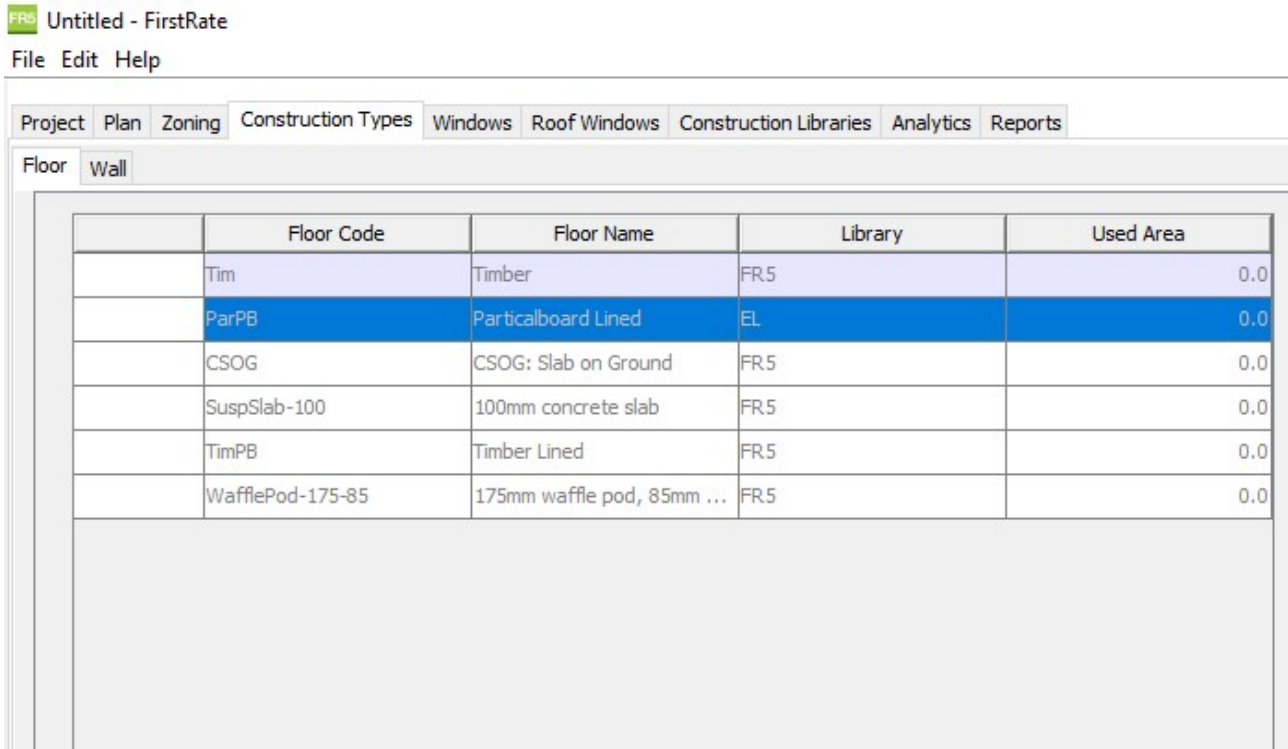 FR5 Untitled - FirstRate
File Edit Help
Project Plan Zoning Construction Types Windows Roof Windows Construction Libraries Analytics Reports
Floor Wall
Floor Code Floor Name Library Used Area
Tim Timber FR5 0.0
ParPB Particalboard Lined EL 0.0
CSOG CSOG: Slab on Ground FR5 0.0
SuspSlab-100 100mm concrete slab FR5 0.0
TimPB Timber Lined FR5 0.0
WafflePod-175-85 175mm waffle pod, 85mm ... FR5 0.0